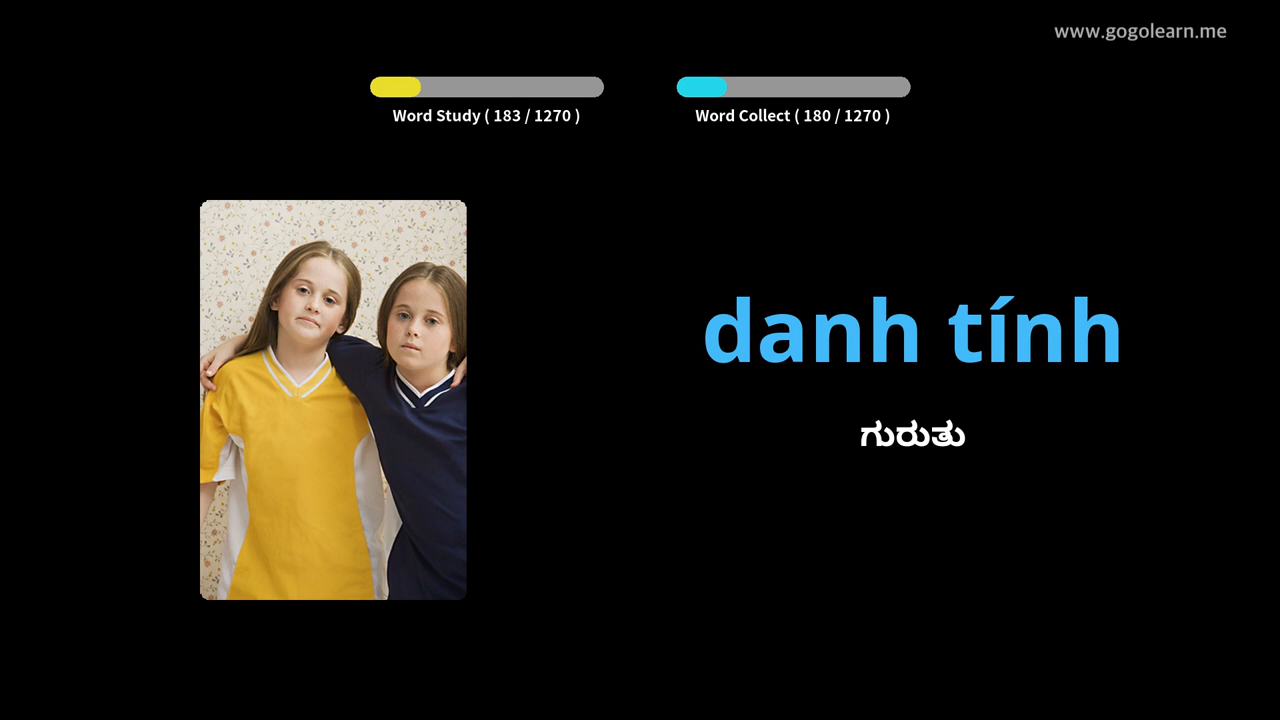 www.gogolearn.me
Word Study ( 183 / 1270 )
Word Collect ( 180 / 1270 )
danh tính
ಗುರುತು